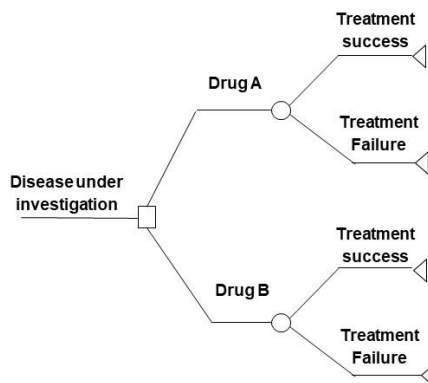 Treatment
success
Drug A
Treatment
Failure
Disease under
investigation
Treatment
success
Drug B
Treatment
Failure